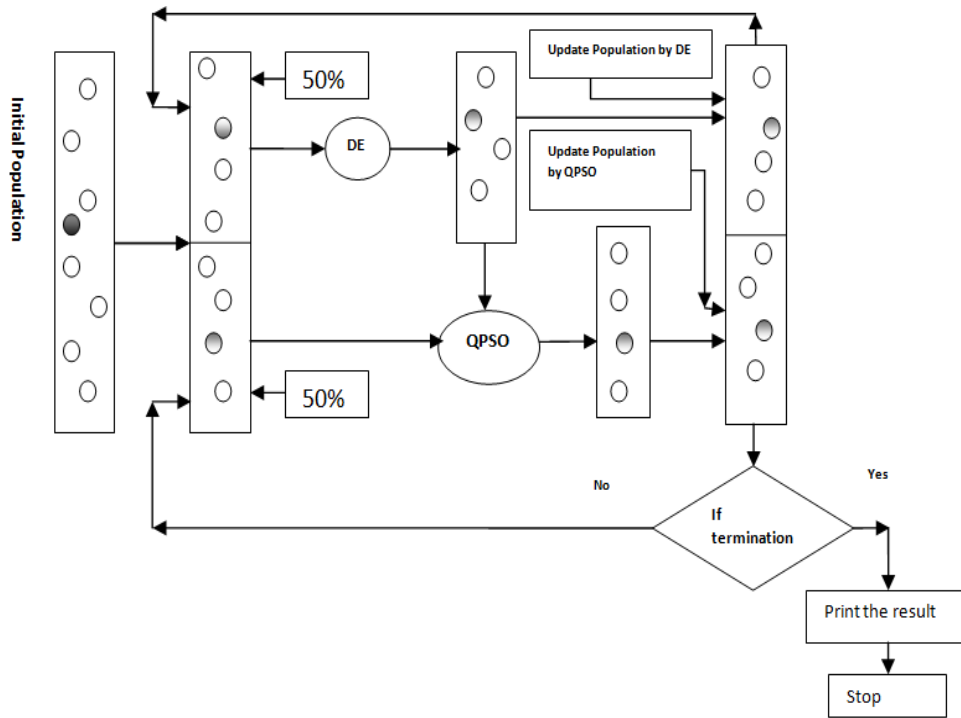 Initial Population
50%
DE
Update Population by DE
Update Population
by QPSO
QPSO
50%
No
Yes
If
termination
Print the result
Stop